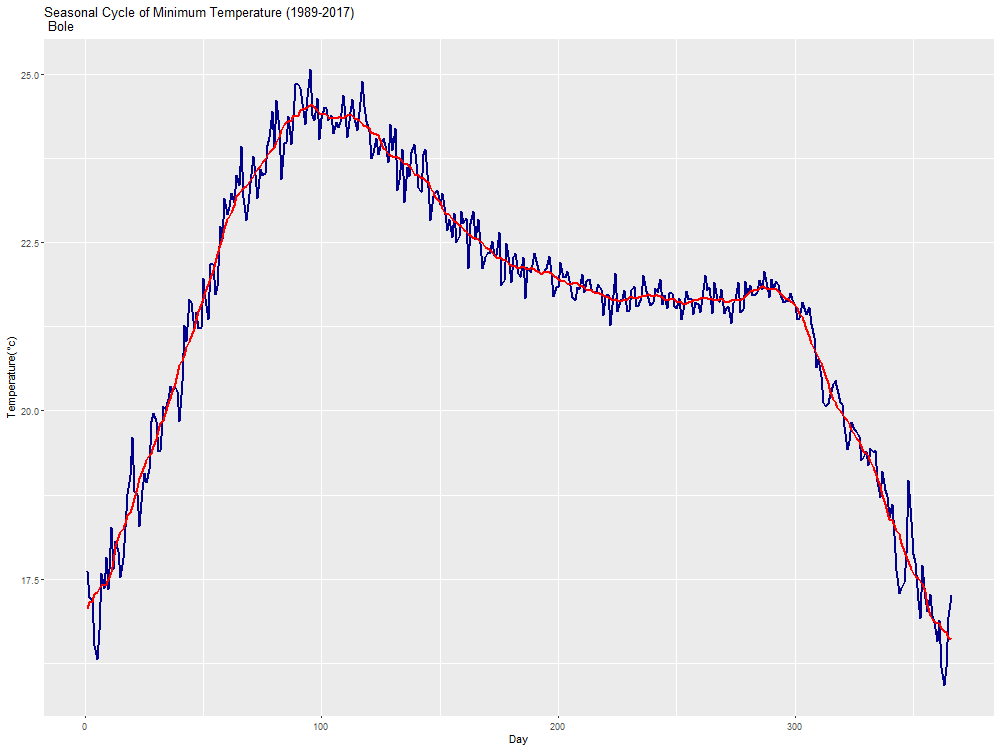 Seasonal Cycle of Minimum Temperature (1989-2017)
Bole
25.0
22.5
20.0
17.5
Temperature(°c)
0
100
200
300
Day